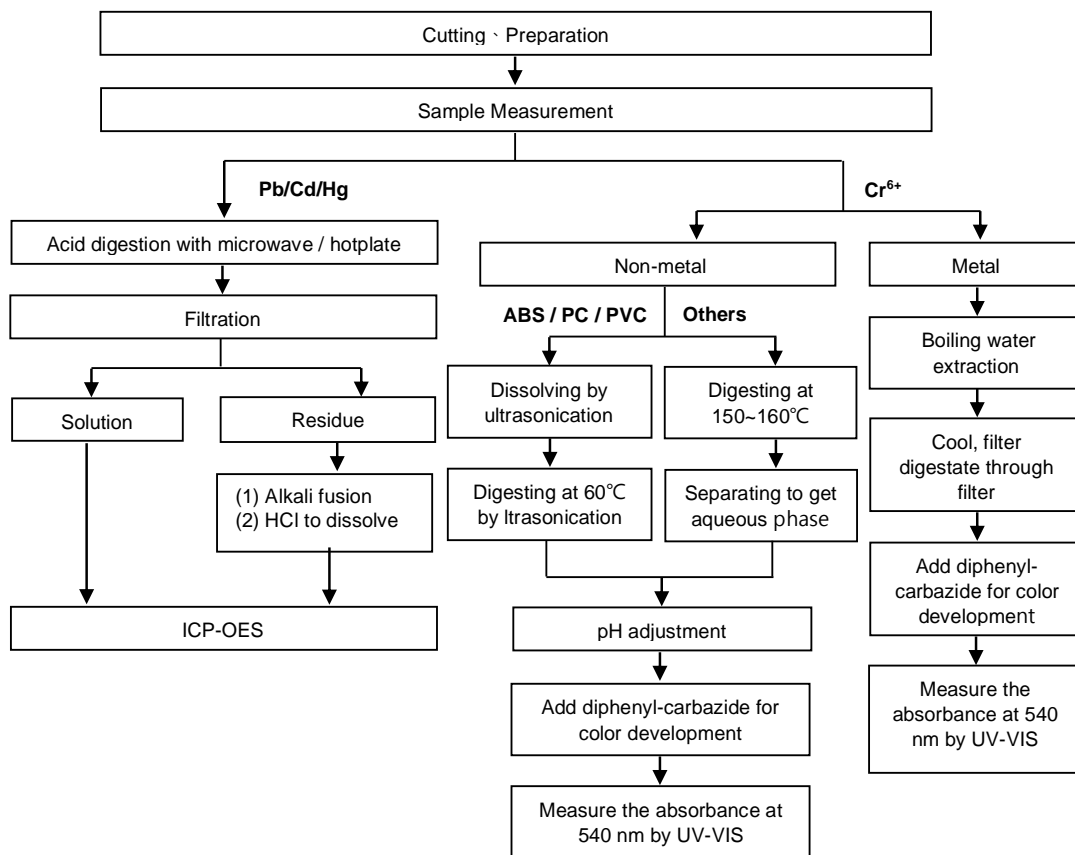 Cutting、Preparation
Sample Measurement
Pb/Cd/Hg
Cr⁶⁺
Acid digestion with microwave / hotplate
Non-metal
Metal
Filtration
ABS / PC / PVC
Others
Boiling water
extraction
Solution
Residue
Dissolving by
ultrasonication
Digesting at
150~160℃
Cool, filter
digestate through
filter
(1) Alkali fusion
(2) HCl to dissolve
Digesting at 60℃
by ltrasonication
Separating to get
aqueous phase
Add diphenyl-
carbazide for color
development
ICP-OES
pH adjustment
Measure the
absorbance at 540
nm by UV-VIS
Add diphenyl-carbazide for
color development
Measure the absorbance at
540 nm by UV-VIS